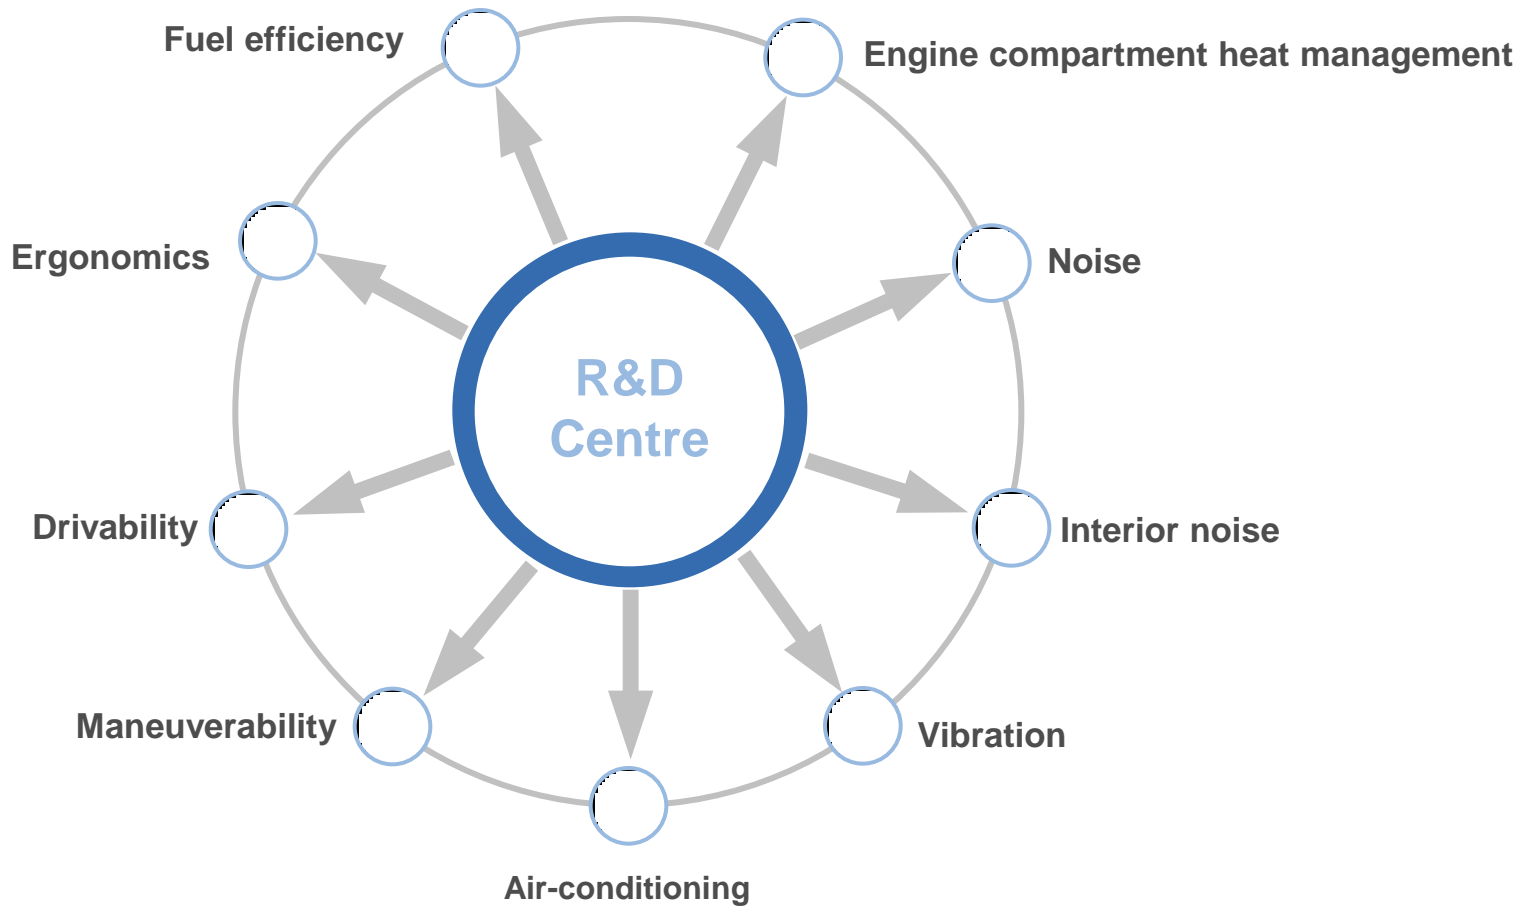 Fuel efficiency
Engine compartment heat management
Ergonomics
Noise
R&D
Centre
Drivability
Interior noise
Maneuverability
Vibration
Air-conditioning